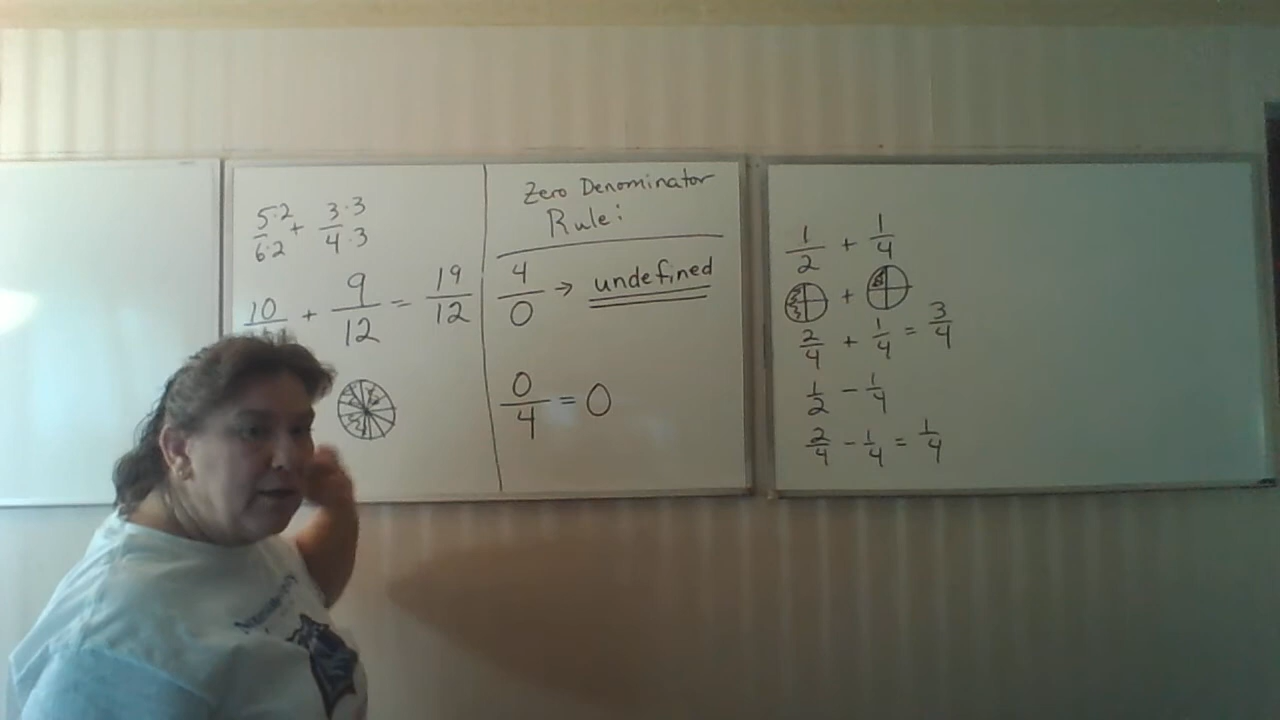 5·2/6·2 + 3·3/4·3
10/ + 9/12 = 19/12
Zero Denominator
Rule:
4/0 → undefined
0/4 = 0
1/2 + 1/4
+
2/4 + 1/4 = 3/4
1/2 - 1/4
2/4 - 1/4 = 1/4